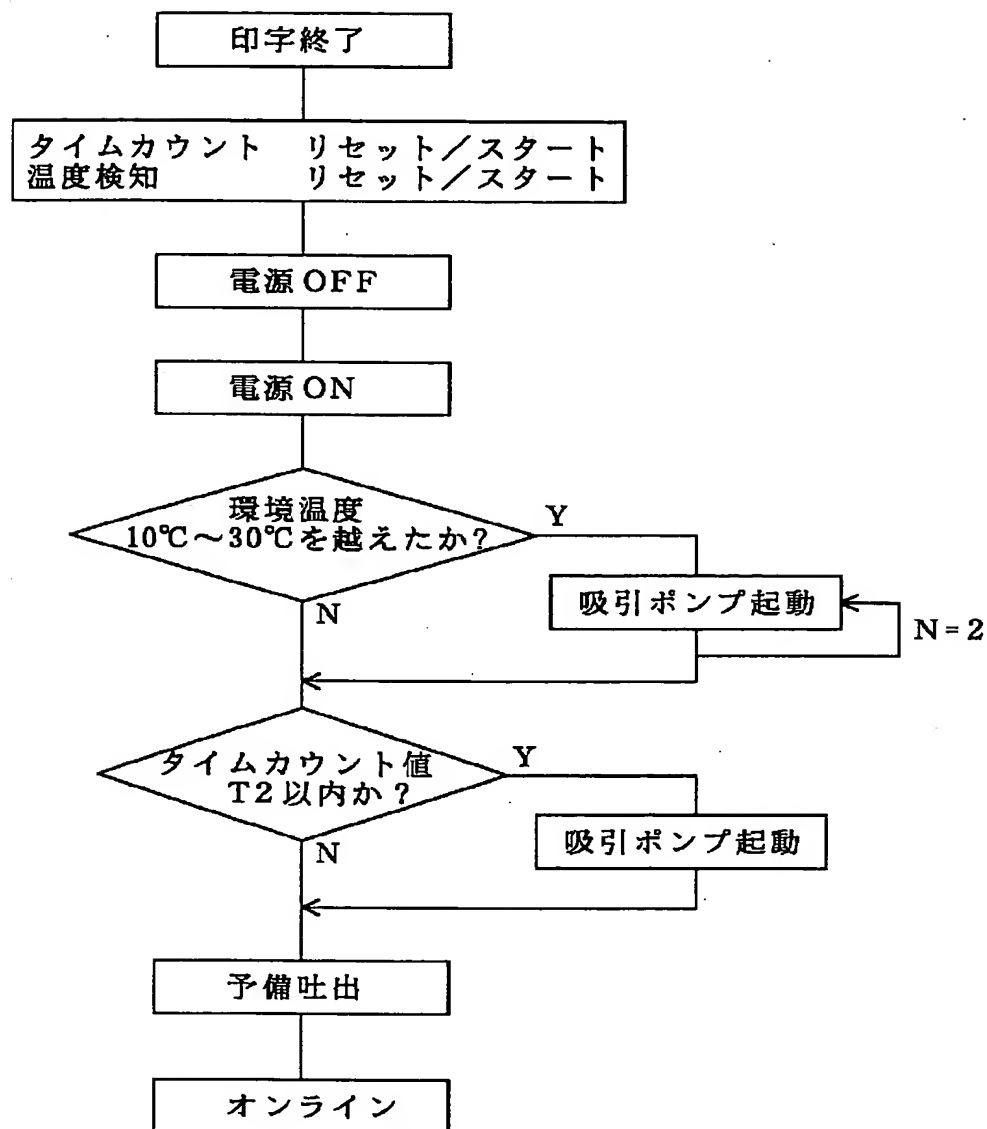 印字終了
タイムカウント リセット／スタート
温度検知 リセット／スタート
電源OFF
電源ON
環境温度
10℃～30℃を越えたか?
Y
N
吸引ポンプ起動
N=2
タイムカウント値
T2以内か?
Y
N
吸引ポンプ起動
予備吐出
オンライン